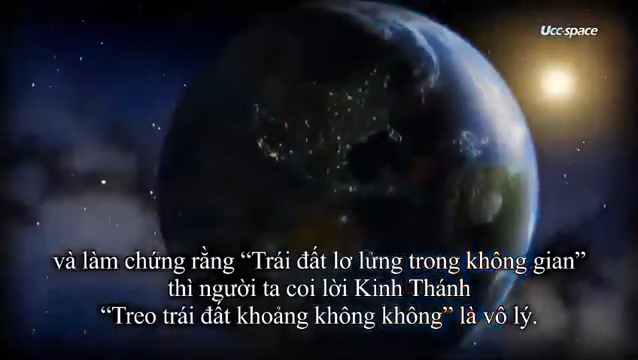 Ucc-space
và làm chứng rằng “Trái đất lơ lửng trong không gian”
thì người ta coi lời Kinh Thánh
“Treo trái đất khoảng không không” là vô lý.